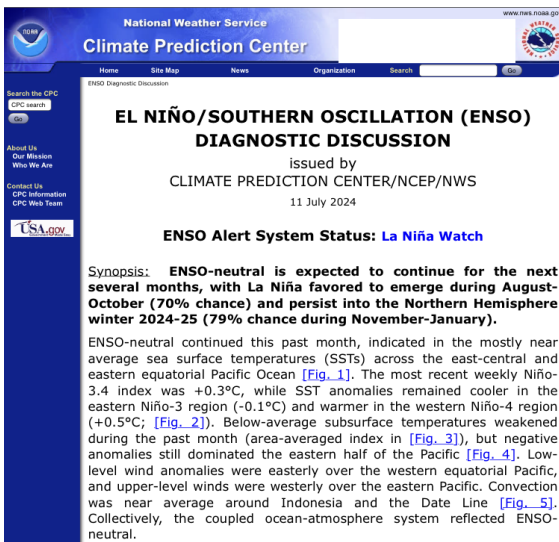 www.nws.noaa.go
NOAA
National Weather Service
Climate Prediction Center
Home Site Map News Organization Search Go
ENSO Diagnostic Discussion
Search the CPC
CPC search
Go
About Us
Our Mission
Who We Are
Contact Us
CPC Information
CPC Web Team
USA.gov
EL NIÑO/SOUTHERN OSCILLATION (ENSO)
DIAGNOSTIC DISCUSSION
issued by
CLIMATE PREDICTION CENTER/NCEP/NWS
11 July 2024
ENSO Alert System Status: La Niña Watch
Synopsis: ENSO-neutral is expected to continue for the next
several months, with La Niña favored to emerge during August-
October (70% chance) and persist into the Northern Hemisphere
winter 2024-25 (79% chance during November-January).
ENSO-neutral continued this past month, indicated in the mostly near
average sea surface temperatures (SSTs) across the east-central and
eastern equatorial Pacific Ocean [Fig. 1]. The most recent weekly Niño-
3.4 index was +0.3°C, while SST anomalies remained cooler in the
eastern Niño-3 region (-0.1°C) and warmer in the western Niño-4 region
(+0.5°C; [Fig. 2]). Below-average subsurface temperatures weakened
during the past month (area-averaged index in [Fig. 3]), but negative
anomalies still dominated the eastern half of the Pacific [Fig. 4]. Low-
level wind anomalies were easterly over the western equatorial Pacific,
and upper-level winds were westerly over the eastern Pacific. Convection
was near average around Indonesia and the Date Line [Fig. 5].
Collectively, the coupled ocean-atmosphere system reflected ENSO-
neutral.